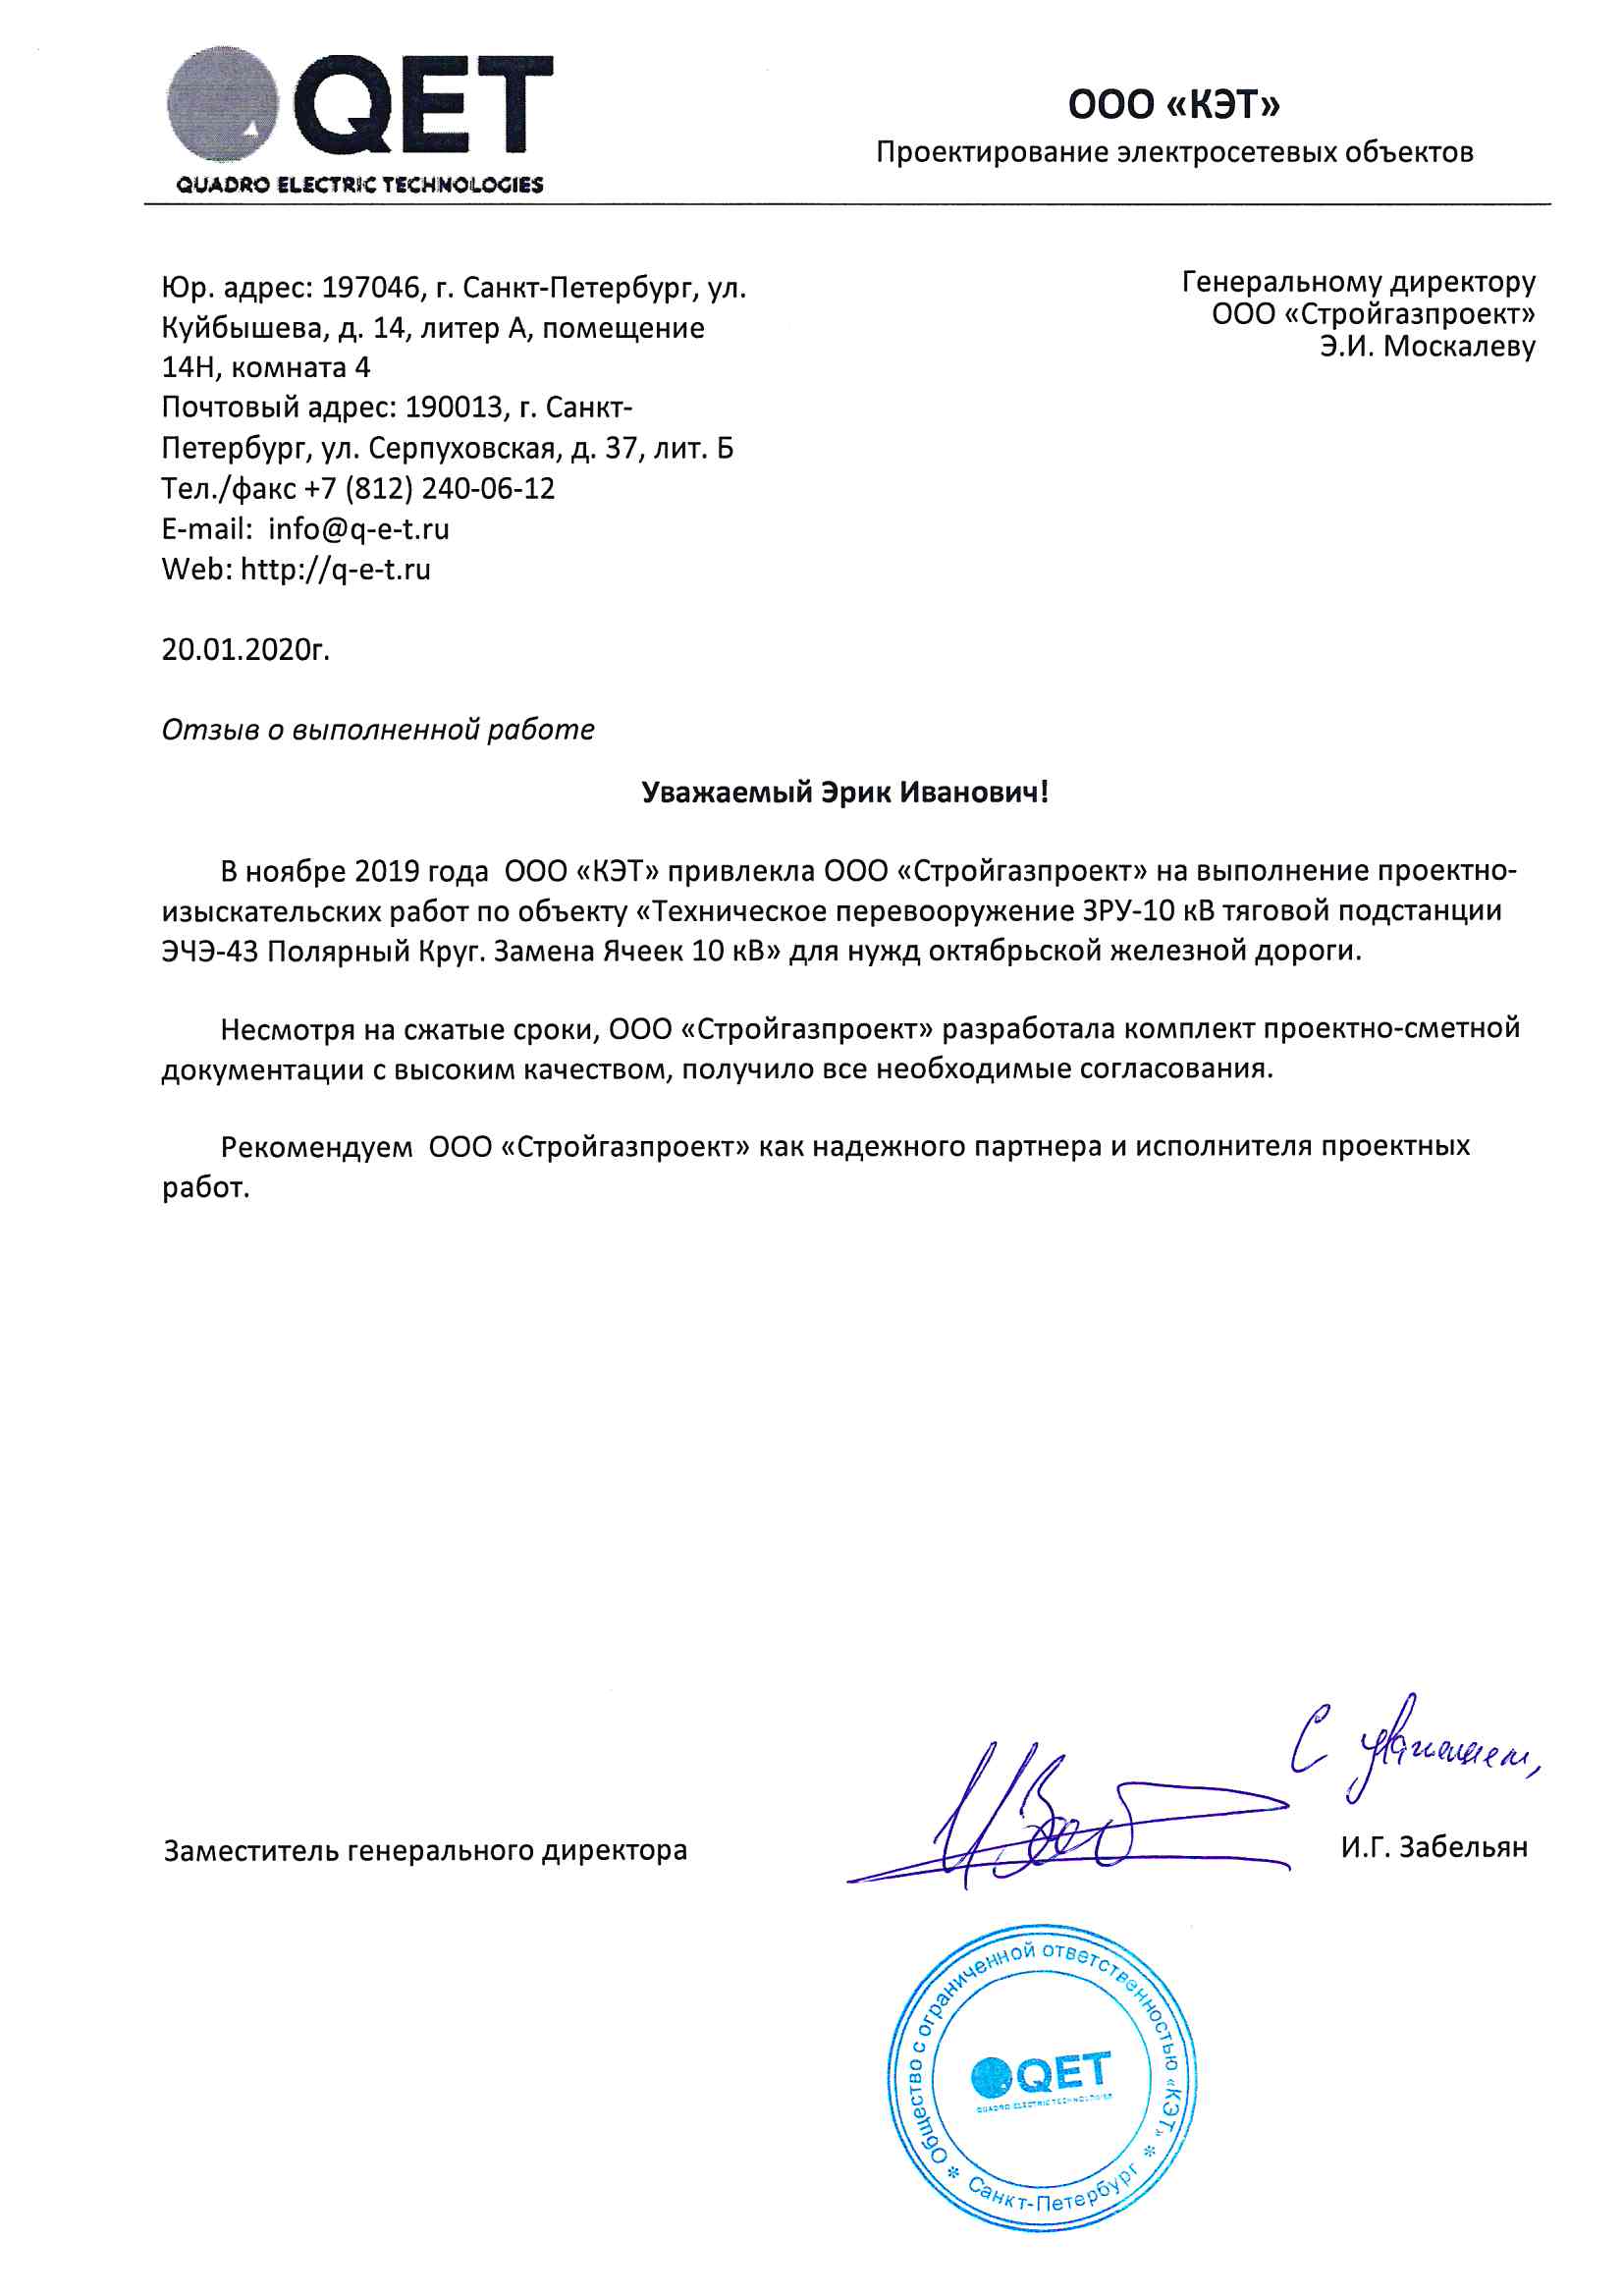 QET
QUADRO ELECTRIC TECHNOLOGIES
ООО «КЭТ»
Проектирование электросетевых объектов
Юр. адрес: 197046, г. Санкт-Петербург, ул.
Куйбышева, д. 14, литер А, помещение
14Н, комната 4
Почтовый адрес: 190013, г. Санкт-
Петербург, ул. Серпуховская, д. 37, лит. Б
Тел./факс +7 (812) 240-06-12
E-mail:  info@q-e-t.ru
Web: http://q-e-t.ru
Генеральному директору
ООО «Стройгазпроект»
Э.И. Москалеву
20.01.2020г.
Отзыв о выполненной работе
Уважаемый Эрик Иванович!
В ноябре 2019 года  ООО «КЭТ» привлекла ООО «Стройгазпроект» на выполнение проектно-
изыскательских работ по объекту «Техническое перевооружение ЗРУ-10 кВ тяговой подстанции
ЭЧЭ-43 Полярный Круг. Замена Ячеек 10 кВ» для нужд октябрьской железной дороги.
Несмотря на сжатые сроки, ООО «Стройгазпроект» разработала комплект проектно-сметной
документации с высоким качеством, получило все необходимые согласования.
Рекомендуем  ООО «Стройгазпроект» как надежного партнера и исполнителя проектных
работ.
С уважением,
Заместитель генерального директора
И.Г. Забельян
Общество с ограниченной ответственностью «КЭТ»
QET
QUADRO ELECTRIC TECHNOLOGIES
* Санкт-Петербург *